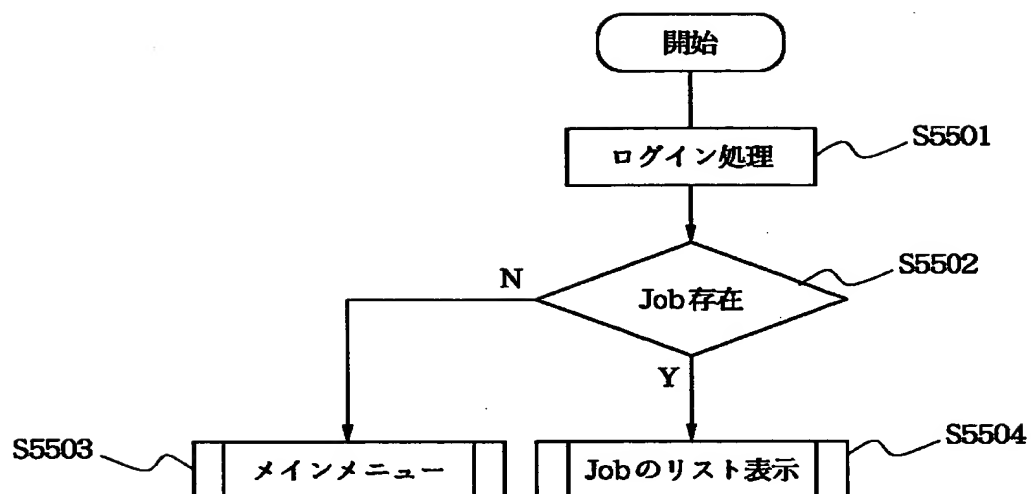 開始
ログイン処理
S5501
Job存在
S5502
N
Y
S5503
メインメニュー
Jobのリスト表示
S5504